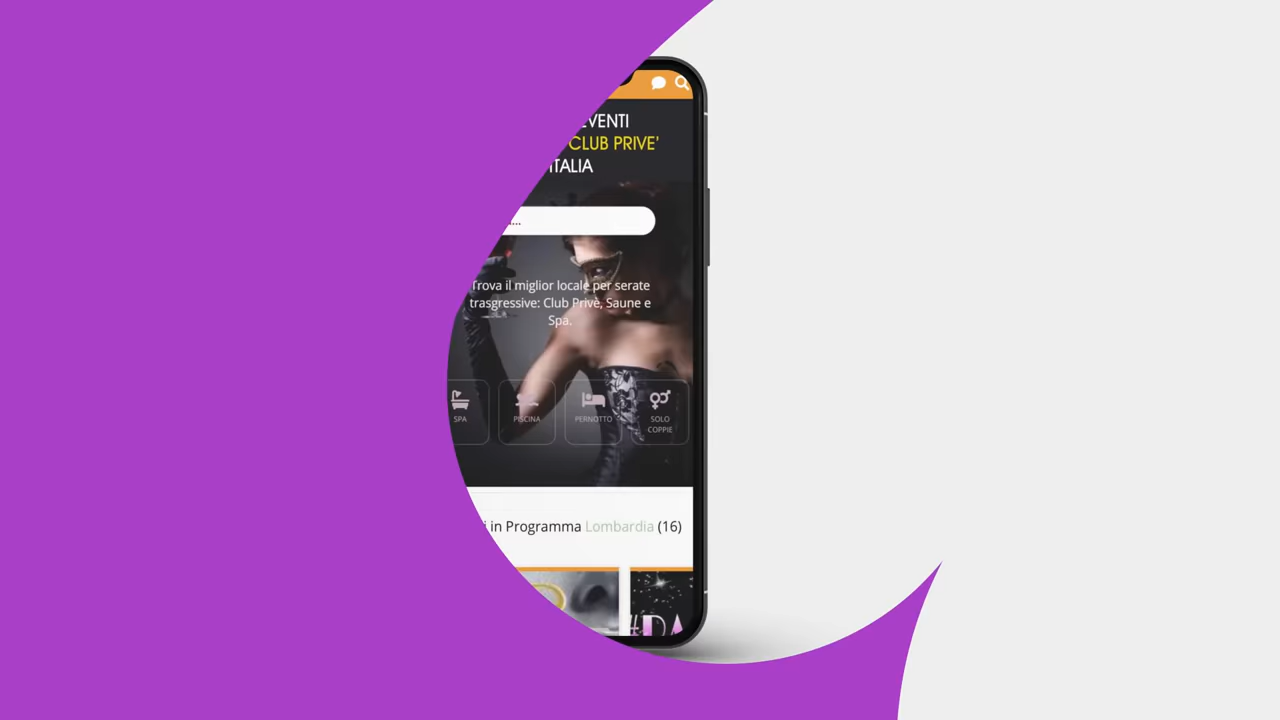 EVENTI
CLUB PRIVE'
ITALIA
...
Trova il miglior locale per serate
trasgressive: Club Privè, Saune e
Spa.
SPA
PISCINA
PERNOTTO
SOLO
COPPIE
in Programma Lombardia (16)